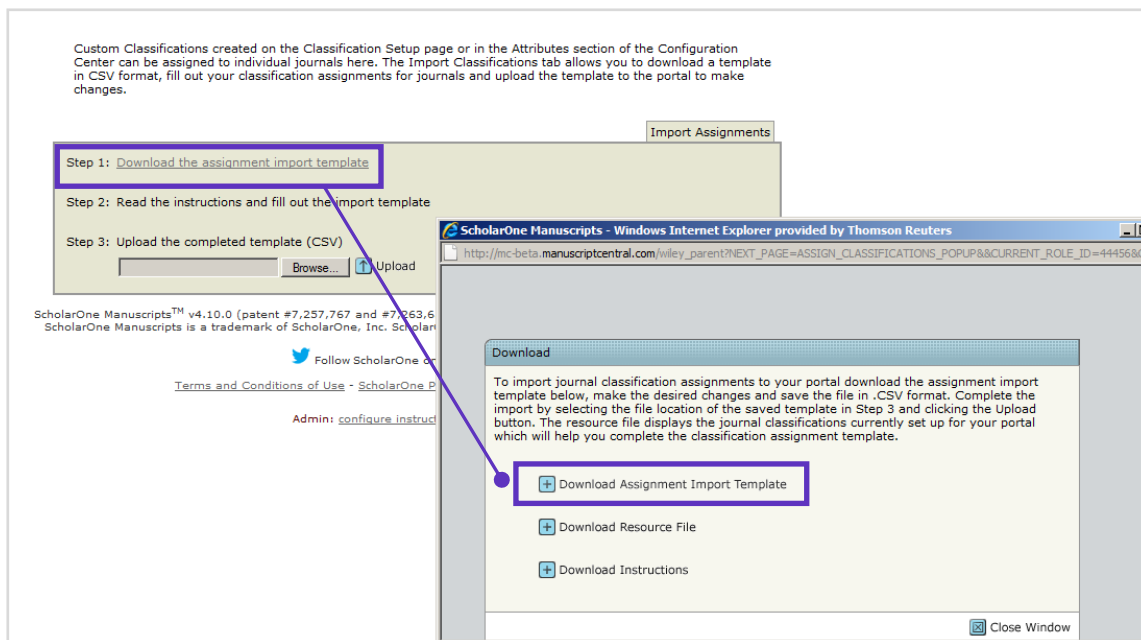 Custom Classifications created on the Classification Setup page or in the Attributes section of the Configuration
Center can be assigned to individual journals here. The Import Classifications tab allows you to download a template
in CSV format, fill out your classification assignments for journals and upload the template to the portal to make
changes.
Import Assignments
Step 1: Download the assignment import template
Step 2: Read the instructions and fill out the import template
Step 3: Upload the completed template (CSV)
Browse... Upload
ScholarOne Manuscripts™ v4.10.0 (patent #7,257,767 and #7,263,6
ScholarOne Manuscripts is a trademark of ScholarOne, Inc.
Follow ScholarOne
Terms and Conditions of Use - ScholarOne P
Admin: configure instruc
ScholarOne Manuscripts - Windows Internet Explorer provided by Thomson Reuters
http://mc-beta.manuscriptcentral.com/wiley_parent?NEXT_PAGE=ASSIGN_CLASSIFICATIONS_POPUP&&CURRENT_ROLE_ID=44456&
Download
To import journal classification assignments to your portal download the assignment import
template below, make the desired changes and save the file in .CSV format. Complete the
import by selecting the file location of the saved template in Step 3 and clicking the Upload
button. The resource file displays the journal classifications currently set up for your portal
which will help you complete the classification assignment template.
Download Assignment Import Template
Download Resource File
Download Instructions
Close Window